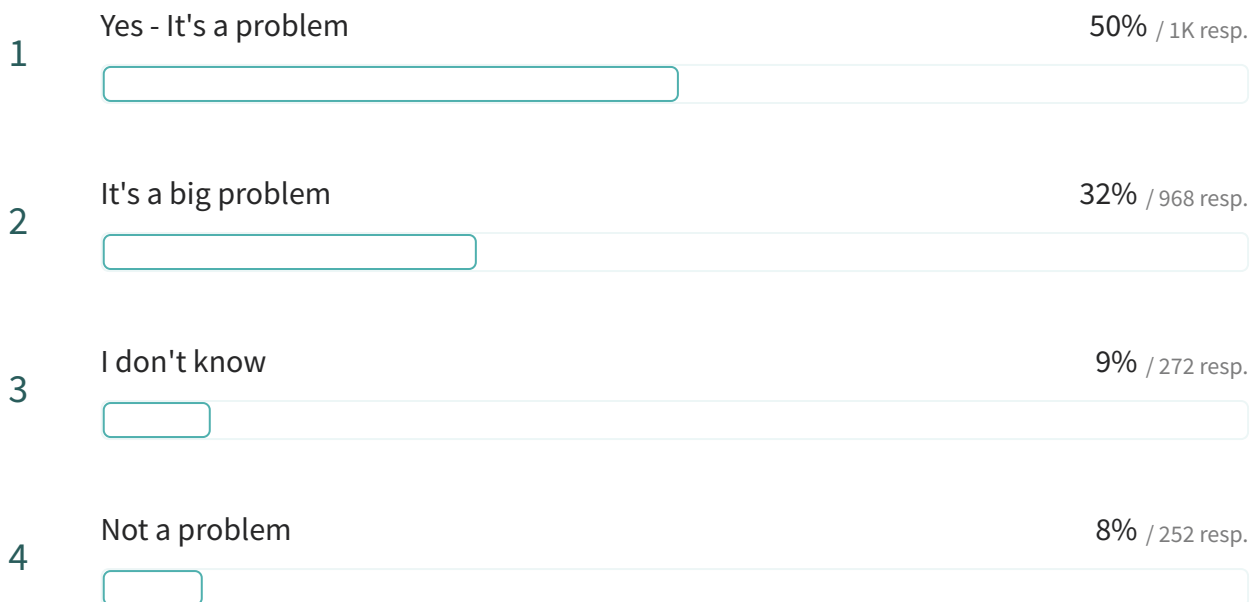 1
Yes - It's a problem
50% / 1K resp.
2
It's a big problem
32% / 968 resp.
3
I don't know
9% / 272 resp.
4
Not a problem
8% / 252 resp.